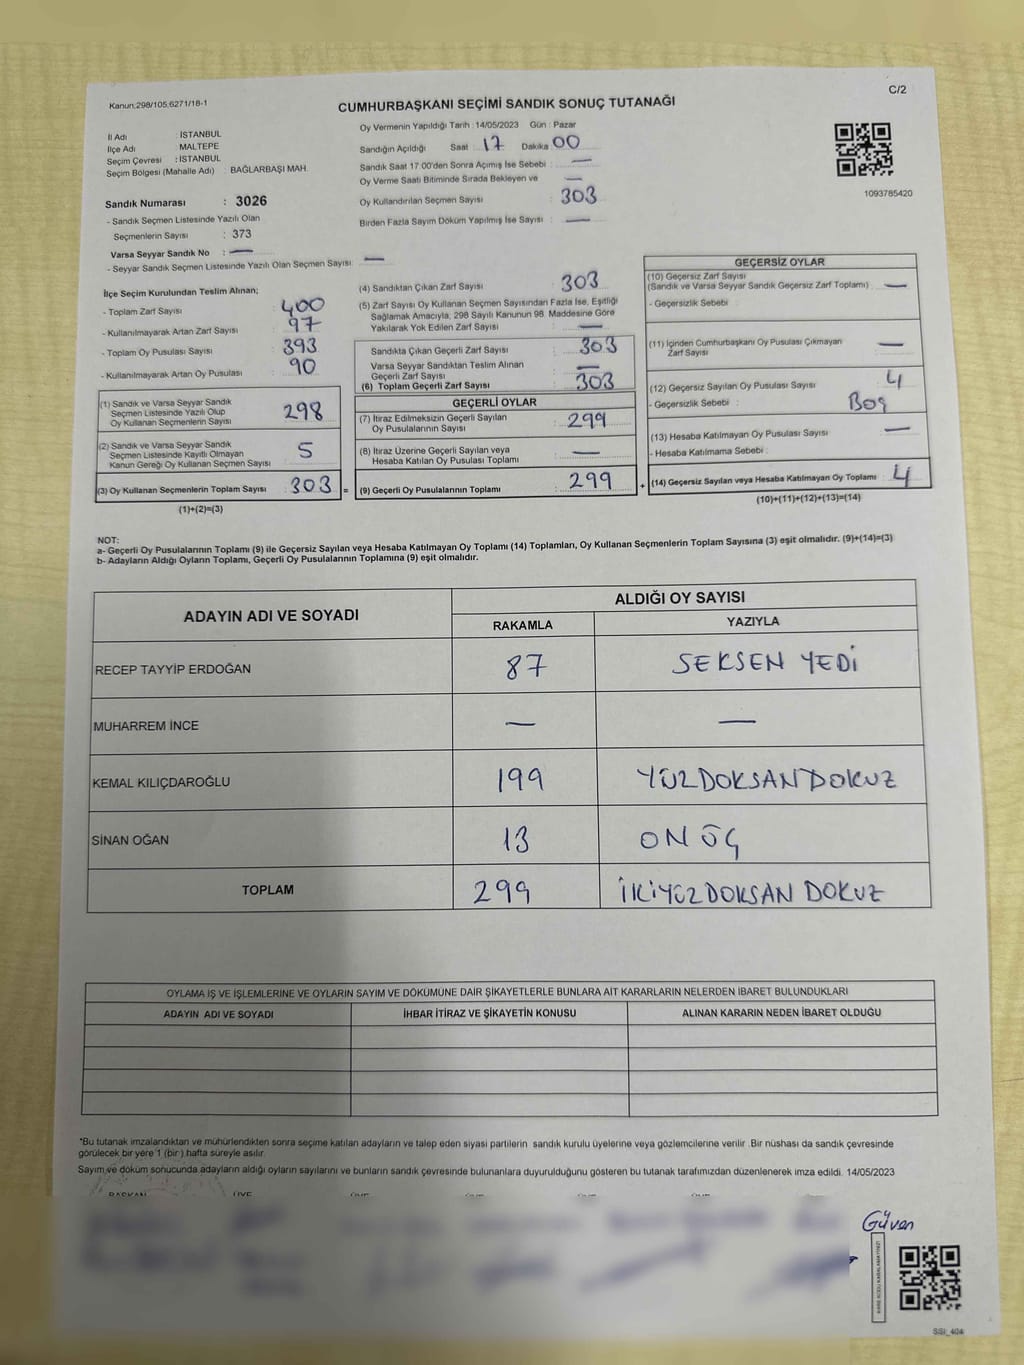 Kanun:298/105;6271/18-1
C/2
CUMHURBAŞKANI SEÇİMİ SANDIK SONUÇ TUTANAĞI
İl Adı : İSTANBUL
İlçe Adı : MALTEPE
Seçim Çevresi : İSTANBUL
Seçim Bölgesi (Mahalle Adı) : BAĞLARBAŞI MAH.
Sandık Numarası : 3026
- Sandık Seçmen Listesinde Yazılı Olan
Seçmenlerin Sayısı : 373
Varsa Seyyar Sandık No : —
- Seyyar Sandık Seçmen Listesinde Yazılı Olan Seçmen Sayısı: —
Oy Vermenin Yapıldığı Tarih : 14/05/2023 Gün : Pazar
Sandığın Açıldığı Saat : 17 Dakika : 00
Sandık Saat 17.00'den Sonra Açımış İse Sebebi : —
Oy Verme Saati Bitiminde Sırada Bekleyen ve —
Oy Kullandırılan Seçmen Sayısı : 303
Birden Fazla Sayım Döküm Yapılmış İse Sayısı : —
1093785420
İlçe Seçim Kurulundan Teslim Alınan;
- Toplam Zarf Sayısı : 400
- Kullanılmayarak Artan Zarf Sayısı : 97
- Toplam Oy Pusulası Sayısı : 393
- Kullanılmayarak Artan Oy Pusulası : 90
(1) Sandık ve Varsa Seyyar Sandık
Seçmen Listesinde Yazılı Olup
Oy Kullanan Seçmenlerin Sayısı : 298
(2) Sandık ve Varsa Seyyar Sandık
Seçmen Listesinde Kayıtlı Olmayan
Kanun Gereği Oy Kullanan Seçmen Sayısı : 5
(3) Oy Kullanan Seçmenlerin Toplam Sayısı : 303 =
(1)+(2)=(3)
(4) Sandıktan Çıkan Zarf Sayısı : 303
(5) Zarf Sayısı Oy Kullanan Seçmen Sayısından Fazla İse, Eşitliği
Sağlamak Amacıyla, 298 Sayılı Kanunun 98. Maddesine Göre
Yakılarak Yok Edilen Zarf Sayısı : —
Sandıkta Çıkan Geçerli Zarf Sayısı : 303
Varsa Seyyar Sandıktan Teslim Alınan
Geçerli Zarf Sayısı : —
(6) Toplam Geçerli Zarf Sayısı : 303
GEÇERLİ OYLAR
(7) İtiraz Edilmeksizin Geçerli Sayılan
Oy Pusulalarının Sayısı : 299
(8) İtiraz Üzerine Geçerli Sayılan veya
Hesaba Katılan Oy Pusulası Toplamı : —
(9) Geçerli Oy Pusulalarının Toplamı : 299 +
GEÇERSİZ OYLAR
(10) Geçersiz Zarf Sayısı
(Sandık ve Varsa Seyyar Sandık Geçersiz Zarf Toplamı) : —
- Geçersizlik Sebebi :
(11) İçinden Cumhurbaşkanı Oy Pusulası Çıkmayan
Zarf Sayısı : —
(12) Geçersiz Sayılan Oy Pusulası Sayısı : 4
- Geçersizlik Sebebi : Boş
(13) Hesaba Katılmayan Oy Pusulası Sayısı : —
- Hesaba Katılmama Sebebi :
(14) Geçersiz Sayılan veya Hesaba Katılmayan Oy Toplamı : 4
(10)+(11)+(12)+(13)=(14)
NOT:
a- Geçerli Oy Pusulalarının Toplamı (9) ile Geçersiz Sayılan veya Hesaba Katılmayan Oy Toplamı (14) Toplamları, Oy Kullanan Seçmenlerin Toplam Sayısına (3) eşit olmalıdır. (9)+(14)=(3)
b- Adayların Aldığı Oyların Toplamı, Geçerli Oy Pusulalarının Toplamına (9) eşit olmalıdır.
ADAYIN ADI VE SOYADI
ALDIĞI OY SAYISI
RAKAMLA YAZIYLA
RECEP TAYYİP ERDOĞAN 87 SEKSEN YEDİ
MUHARREM İNCE — —
KEMAL KILIÇDAROĞLU 199 YÜZDOKSANDOKUZ
SİNAN OĞAN 13 ON ÜÇ
TOPLAM 299 İKİYÜZDOKSAN DOKUZ
OYLAMA İŞ VE İŞLEMLERİNE VE OYLARIN SAYIM VE DÖKÜMÜNE DAİR ŞİKAYETLERLE BUNLARA AİT KARARLARIN NELERDEN İBARET BULUNDUKLARI
ADAYIN ADI VE SOYADI İHBAR İTİRAZ VE ŞİKAYETİN KONUSU ALINAN KARARIN NEDEN İBARET OLDUĞU
*Bu tutanak imzalandıktan ve mühürlendikten sonra seçime katılan adayların ve talep eden siyasi partilerin sandık kurulu üyelerine veya gözlemcilerine verilir .Bir nüshası da sandık çevresinde
görülecek bir yere 1 (bir ) hafta süreyle asılır.
Sayım ve döküm sonucunda adayların aldığı oyların sayılarını ve bunların sandık çevresinde bulunanlara duyurulduğunu gösteren bu tutanak tarafımızdan düzenlenerek imza edildi. 14/05/2023
BAŞKAN ÜYE ÜYE ÜYE ÜYE ÜYE
Güven
SSI_404